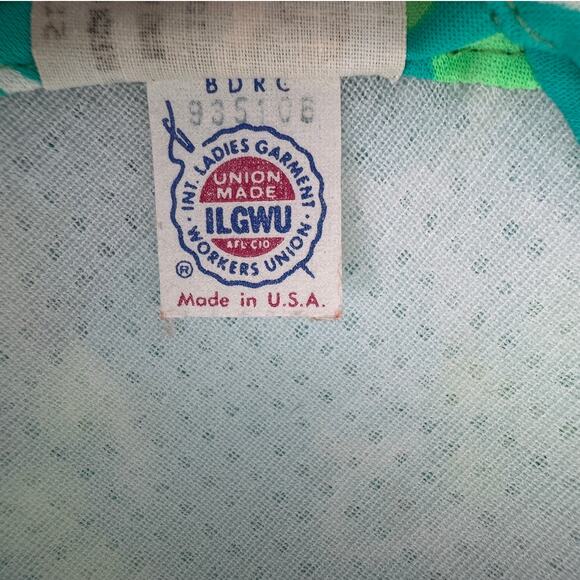 BDRC
935106
INT. LADIES GARMENT
UNION
MADE
ILGWU
AFL-CIO
WORKERS UNION
®
Made in U.S.A.